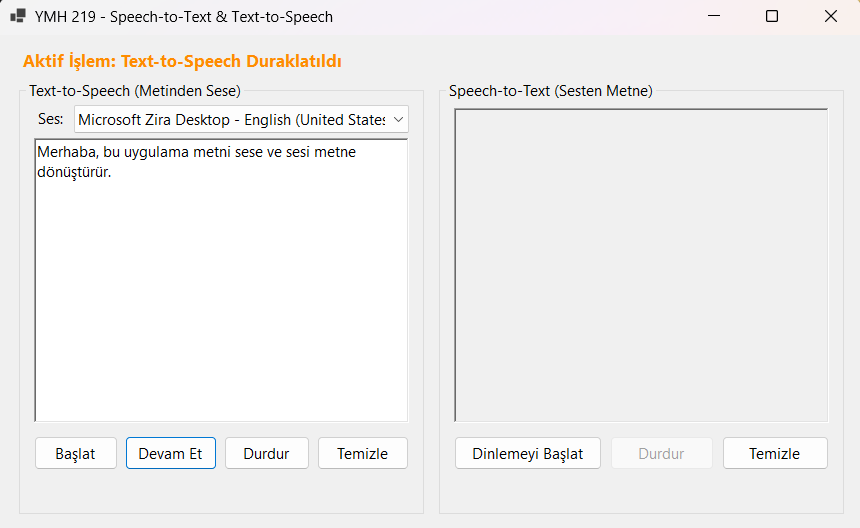 YMH 219 - Speech-to-Text & Text-to-Speech
Aktif İşlem: Text-to-Speech Duraklatıldı
Text-to-Speech (Metinden Sese)
Ses: Microsoft Zira Desktop - English (United States
Merhaba, bu uygulama metni sese ve sesi metne
dönüştürür.
Başlat Devam Et Durdur Temizle
Speech-to-Text (Sesten Metne)
Dinlemeyi Başlat Durdur Temizle